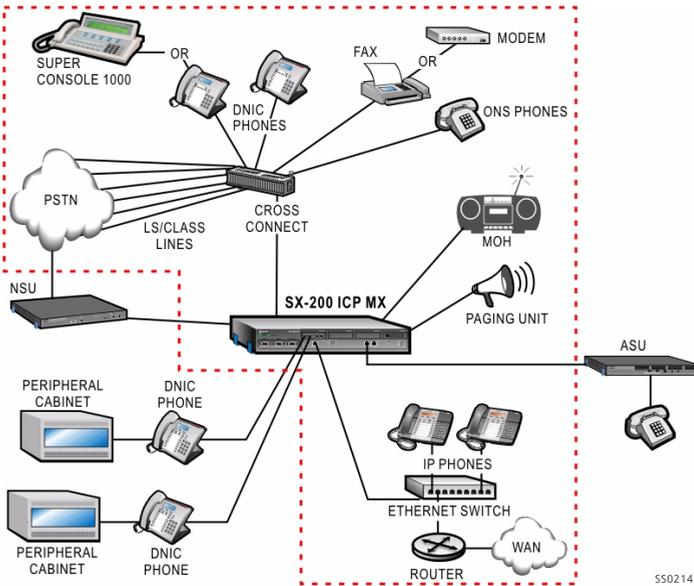 SUPER
CONSOLE 1000
OR
DNIC
PHONES
FAX
OR
MODEM
ONS PHONES
PSTN
LS/CLASS
LINES
CROSS
CONNECT
MOH
NSU
SX-200 ICP MX
PAGING UNIT
ASU
PERIPHERAL
CABINET
DNIC
PHONE
IP PHONES
ETHERNET SWITCH
PERIPHERAL
CABINET
DNIC
PHONE
ROUTER
WAN
SS0214